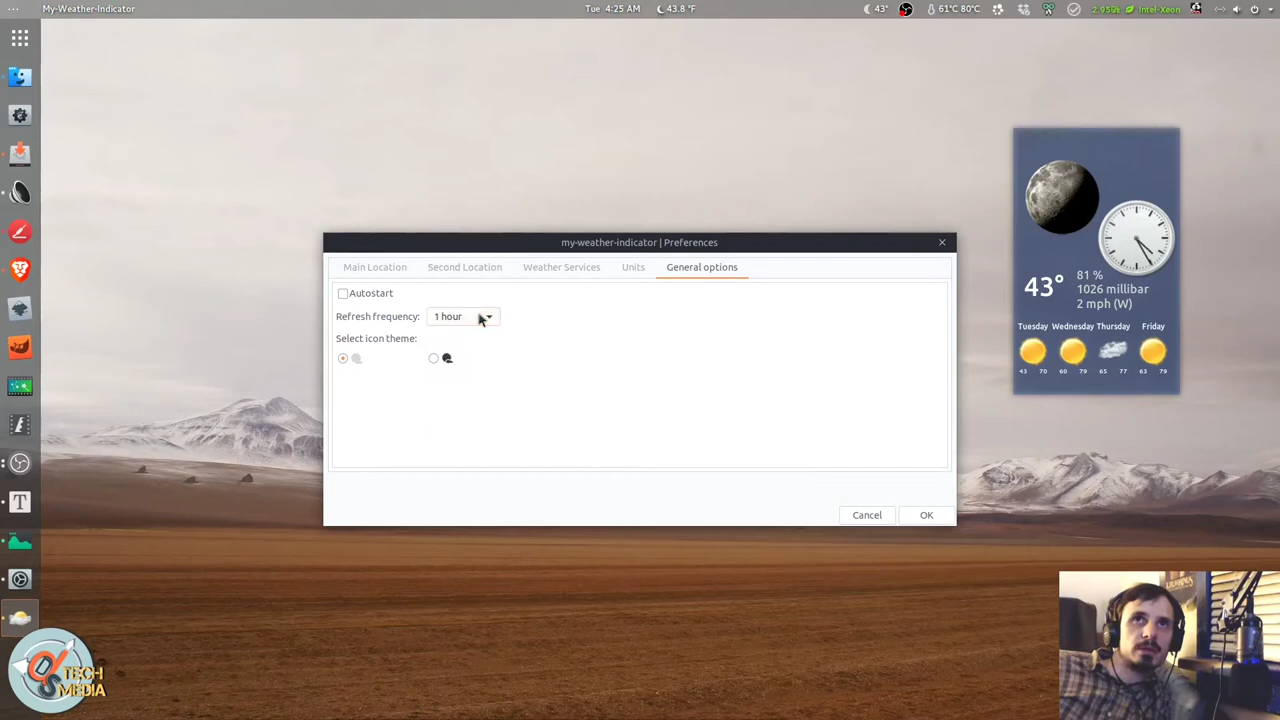 My-Weather-Indicator
Tue 4:25 AM
43.8 °F
43°
61°C 80°C
Intel-Xeon
my-weather-indicator | Preferences
Main Location
Second Location
Weather Services
Units
General options
Autostart
Refresh frequency:
1 hour
Select icon theme:
Cancel
OK
43°
81 %
1026 millibar
2 mph (W)
Tuesday Wednesday Thursday Friday
43 70 60 79 65 77 63 79
TECH
MEDIA